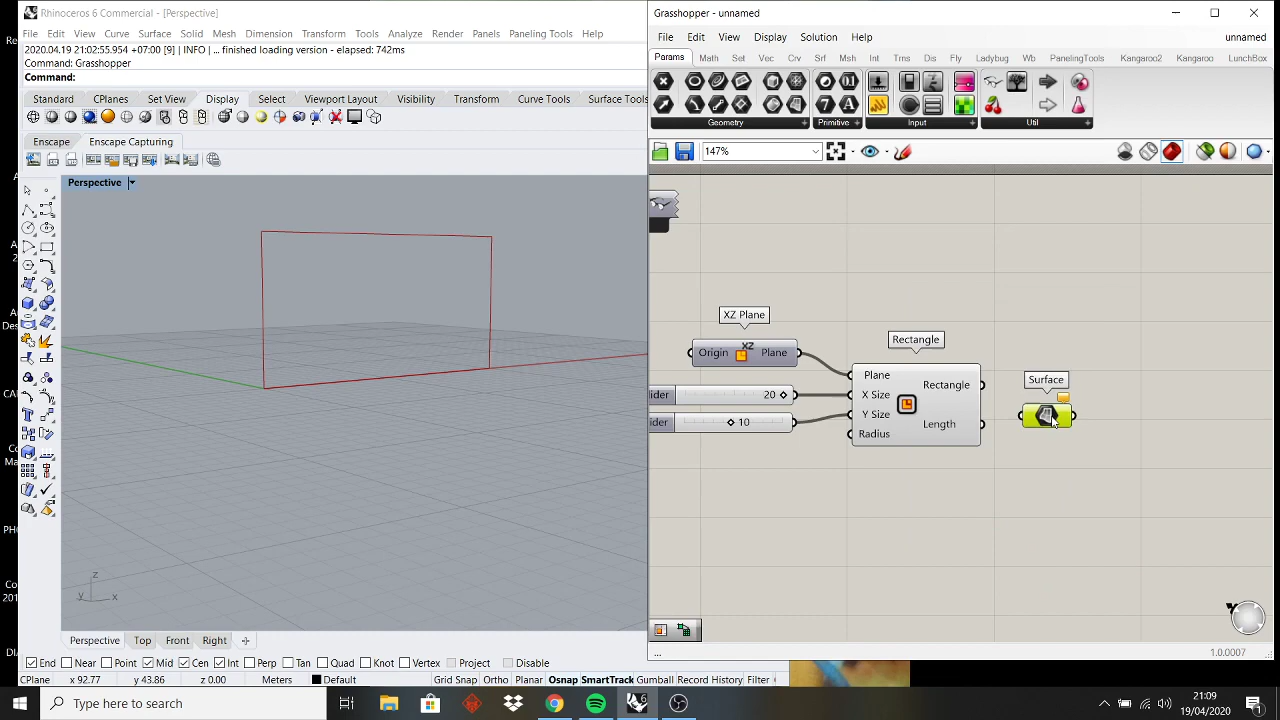 Rhinoceros 6 Commercial - [Perspective]
File Edit View Curve Surface Solid Mesh Dimension Transform Tools Analyze Render Panels Paneling Tools Help
2020.04.19 21:02:55.954 +07:00 [9] | INFO | ... finished loading version - elapsed: 742ms
Command: Grasshopper
Command:
Standard CPlanes Set View Display Select Viewport Layout Visibility Transform Curve Tools Surface Tools
Escape Escape Capturing
Perspective
z
y x
Perspective Top Front Right
End Near Point Mid Cen Int Perp Tan Quad Knot Vertex Project Disable
CPlane x 92.77 y 43.86 z 0.00 Meters Default Grid Snap Ortho Planar Osnap SmartTrack Gumball Record History Filter
Grasshopper - unnamed
File Edit View Display Solution Help unnamed
Params Math Set Vec Crv Srf Msh Int Trns Dis Fly Ladybug Wb PanelingTools Kangaroo2 Kangaroo LunchBox
Geometry Primitive Input Util
147%
XZ Plane
Origin XZ Plane
Rectangle
Plane
X Size
Y Size
Radius
Rectangle
Length
lider 20
lider 10
Surface
...
1.0.0007
Type here to search
21:09
19/04/2020